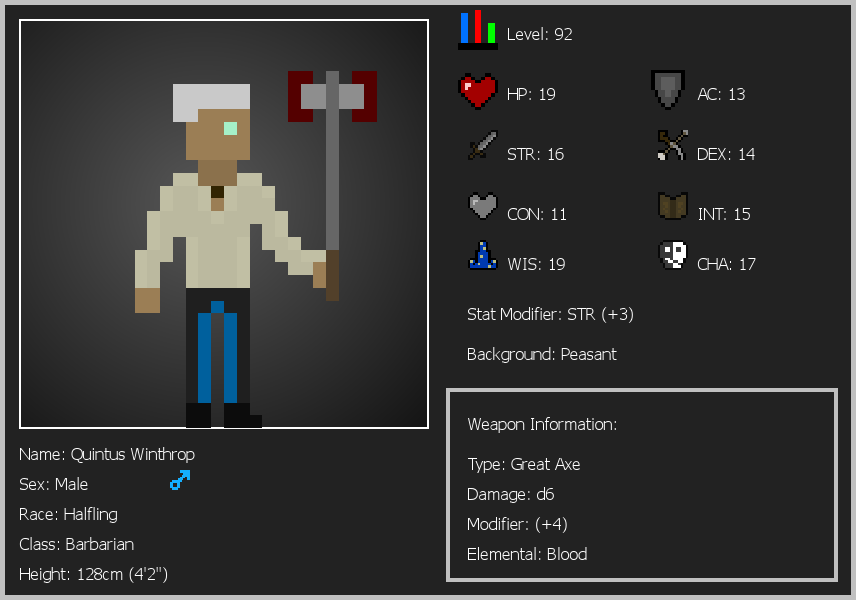 Level: 92
HP: 19
AC: 13
STR: 16
DEX: 14
CON: 11
INT: 15
WIS: 19
CHA: 17
Stat Modifier: STR (+3)
Background: Peasant
Weapon Information:
Type: Great Axe
Damage: d6
Modifier: (+4)
Elemental: Blood
Name: Quintus Winthrop
Sex: Male
Race: Halfling
Class: Barbarian
Height: 128cm (4'2")